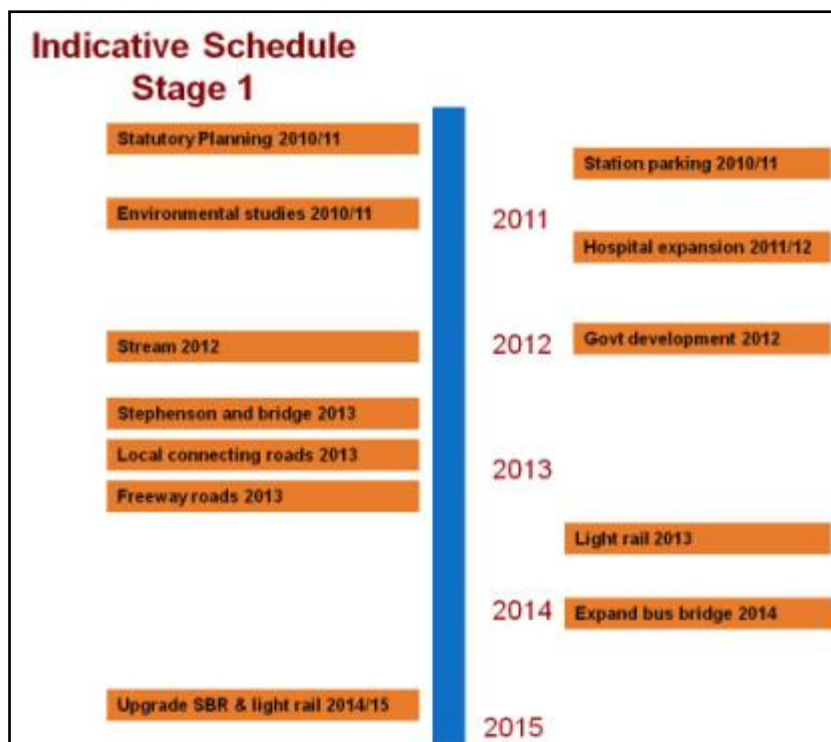 Indicative Schedule
Stage 1
Statutory Planning 2010/11
Station parking 2010/11
Environmental studies 2010/11
2011
Hospital expansion 2011/12
Stream 2012
2012
Govt development 2012
Stephenson and bridge 2013
Local connecting roads 2013
2013
Freeway roads 2013
Light rail 2013
2014
Expand bus bridge 2014
Upgrade SBR & light rail 2014/15
2015